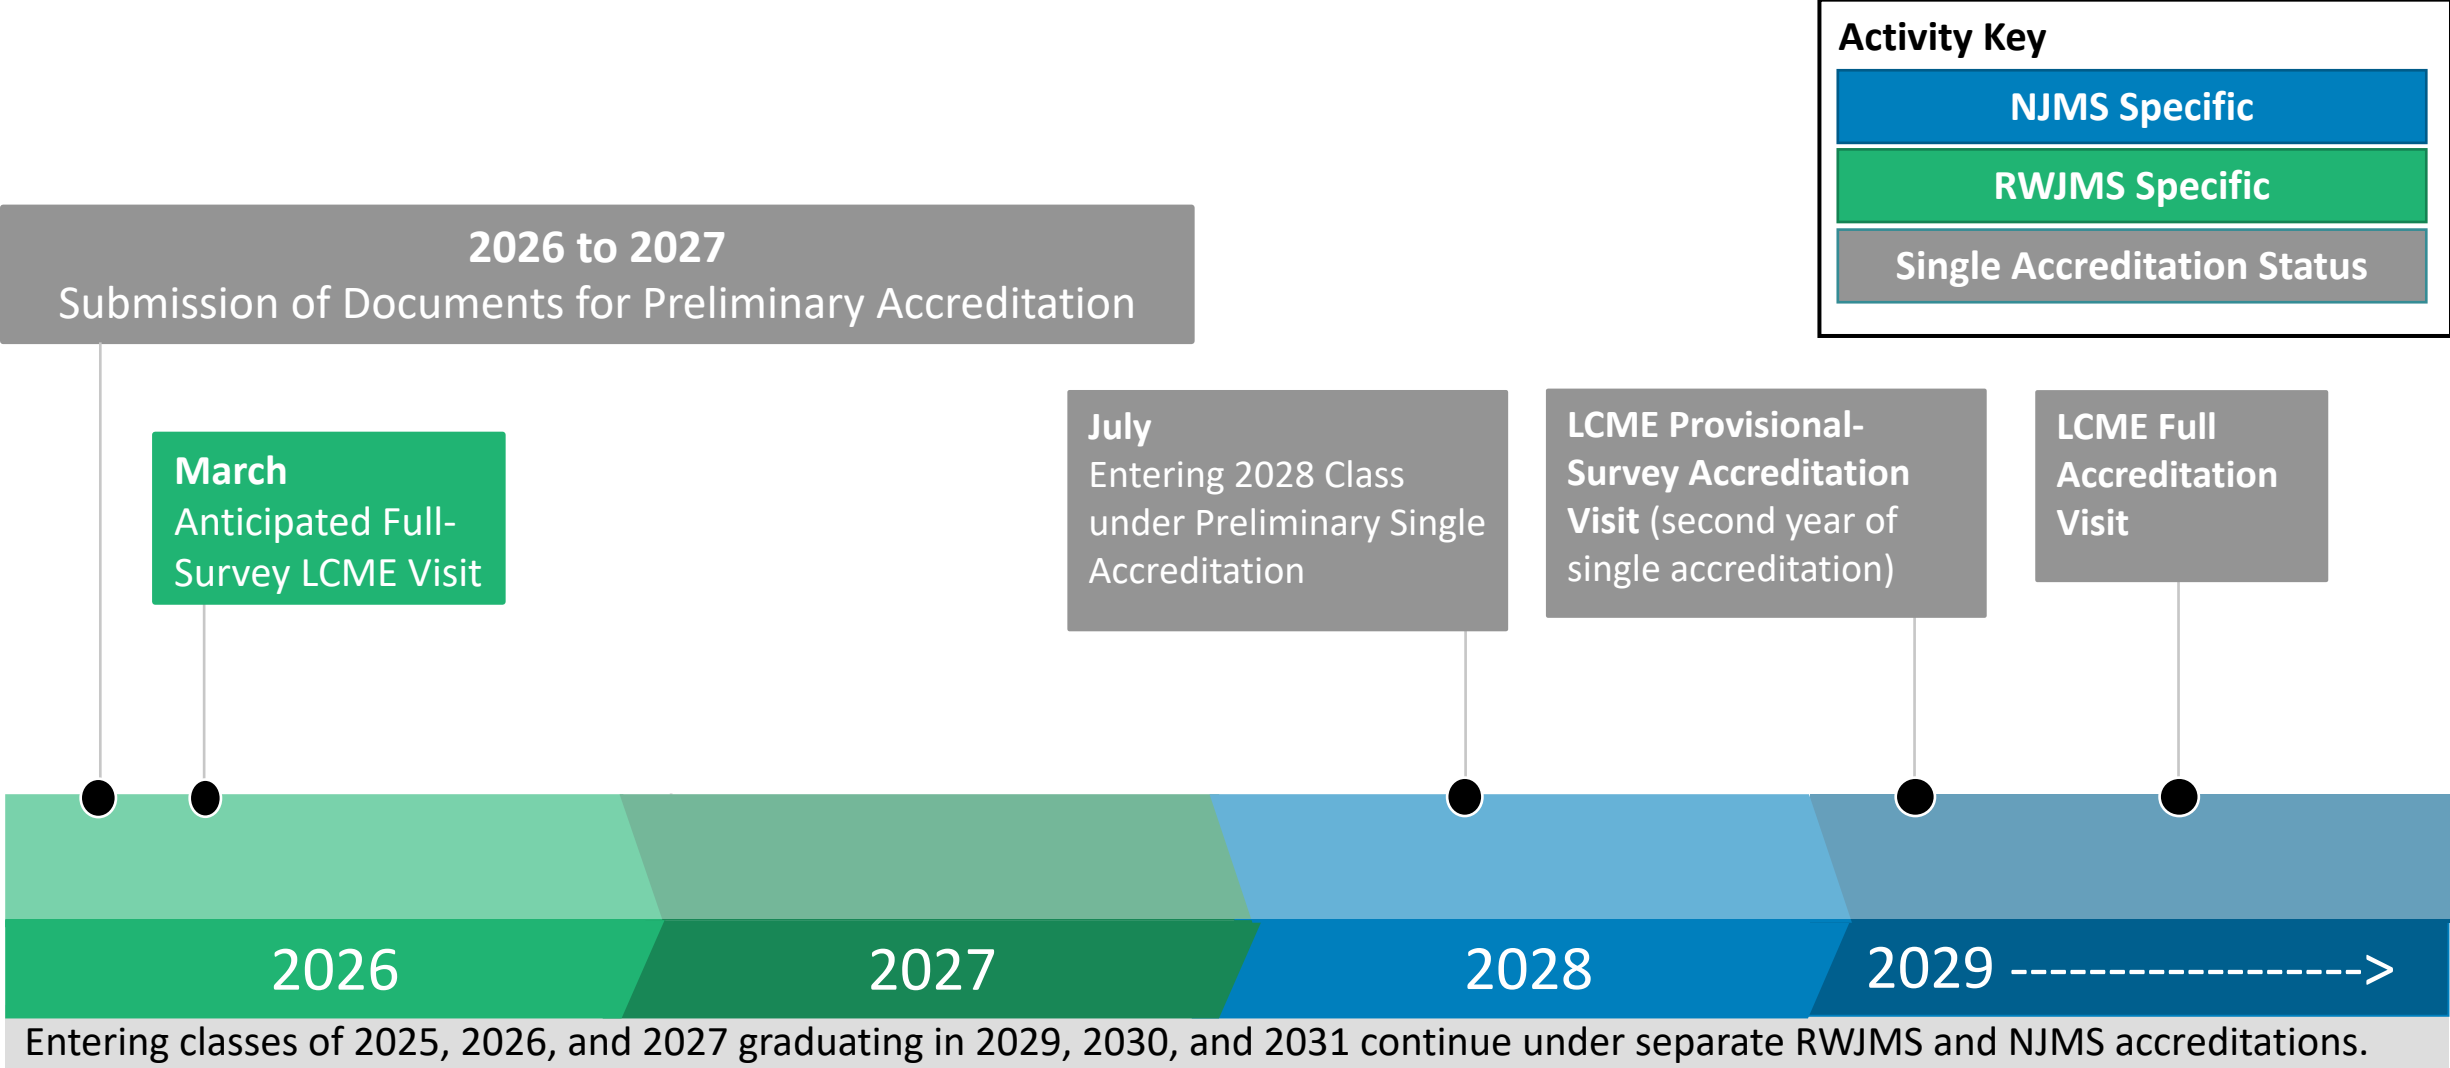 Activity Key
NJMS Specific
RWJMS Specific
Single Accreditation Status
2026 to 2027
Submission of Documents for Preliminary Accreditation
March
Anticipated Full-
Survey LCME Visit
July
Entering 2028 Class
under Preliminary Single
Accreditation
LCME Provisional-
Survey Accreditation
Visit (second year of
single accreditation)
LCME Full
Accreditation
Visit
2026
2027
2028
2029 ------------------>
Entering classes of 2025, 2026, and 2027 graduating in 2029, 2030, and 2031 continue under separate RWJMS and NJMS accreditations.